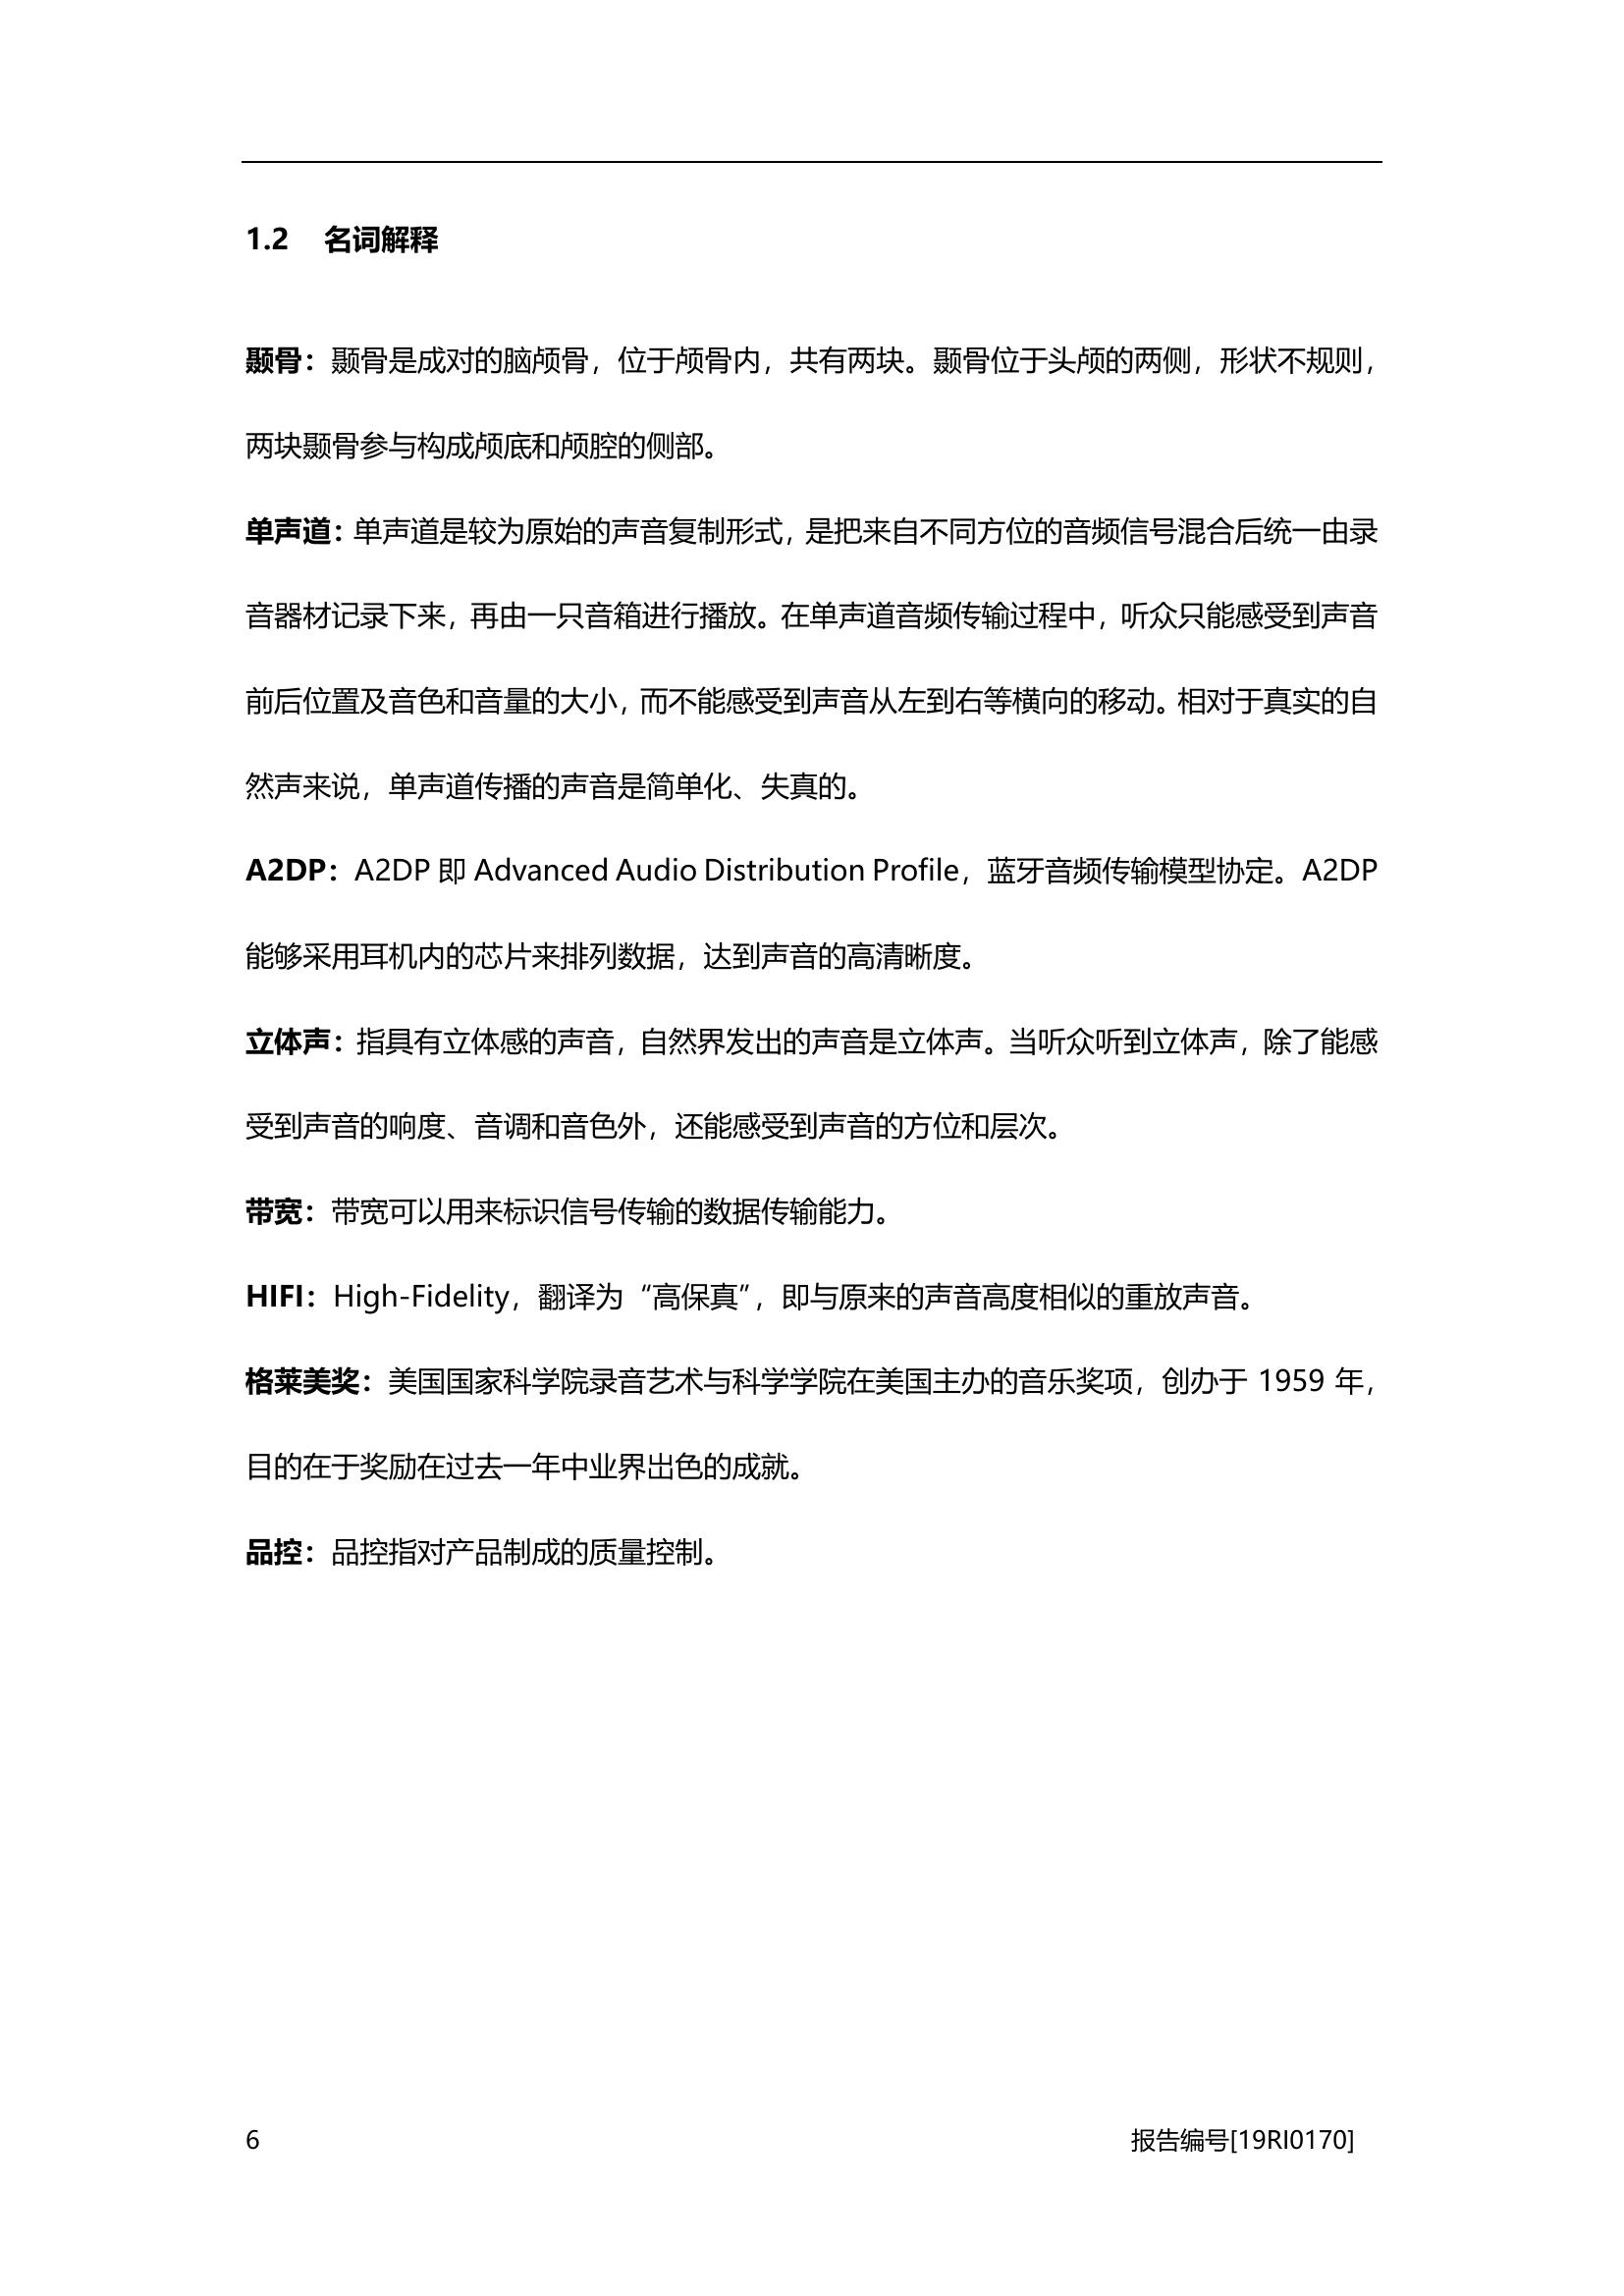 1.2 名词解释
颞骨：颞骨是成对的脑颅骨，位于颅骨内，共有两块。颞骨位于头颅的两侧，形状不规则，
两块颞骨参与构成颅底和颅腔的侧部。
单声道：单声道是较为原始的声音复制形式，是把来自不同方位的音频信号混合后统一由录
音器材记录下来，再由一只音箱进行播放。在单声道音频传输过程中，听众只能感受到声音
前后位置及音色和音量的大小，而不能感受到声音从左到右等横向的移动。相对于真实的自
然声来说，单声道传播的声音是简单化、失真的。
A2DP：A2DP 即 Advanced Audio Distribution Profile，蓝牙音频传输模型协定。A2DP
能够采用耳机内的芯片来排列数据，达到声音的高清晰度。
立体声：指具有立体感的声音，自然界发出的声音是立体声。当听众听到立体声，除了能感
受到声音的响度、音调和音色外，还能感受到声音的方位和层次。
带宽：带宽可以用来标识信号传输的数据传输能力。
HIFI：High-Fidelity，翻译为“高保真”，即与原来的声音高度相似的重放声音。
格莱美奖：美国国家科学院录音艺术与科学学院在美国主办的音乐奖项，创办于 1959 年，
目的在于奖励在过去一年中业界出色的成就。
品控：品控指对产品制成的质量控制。
6 报告编号[19RI0170]